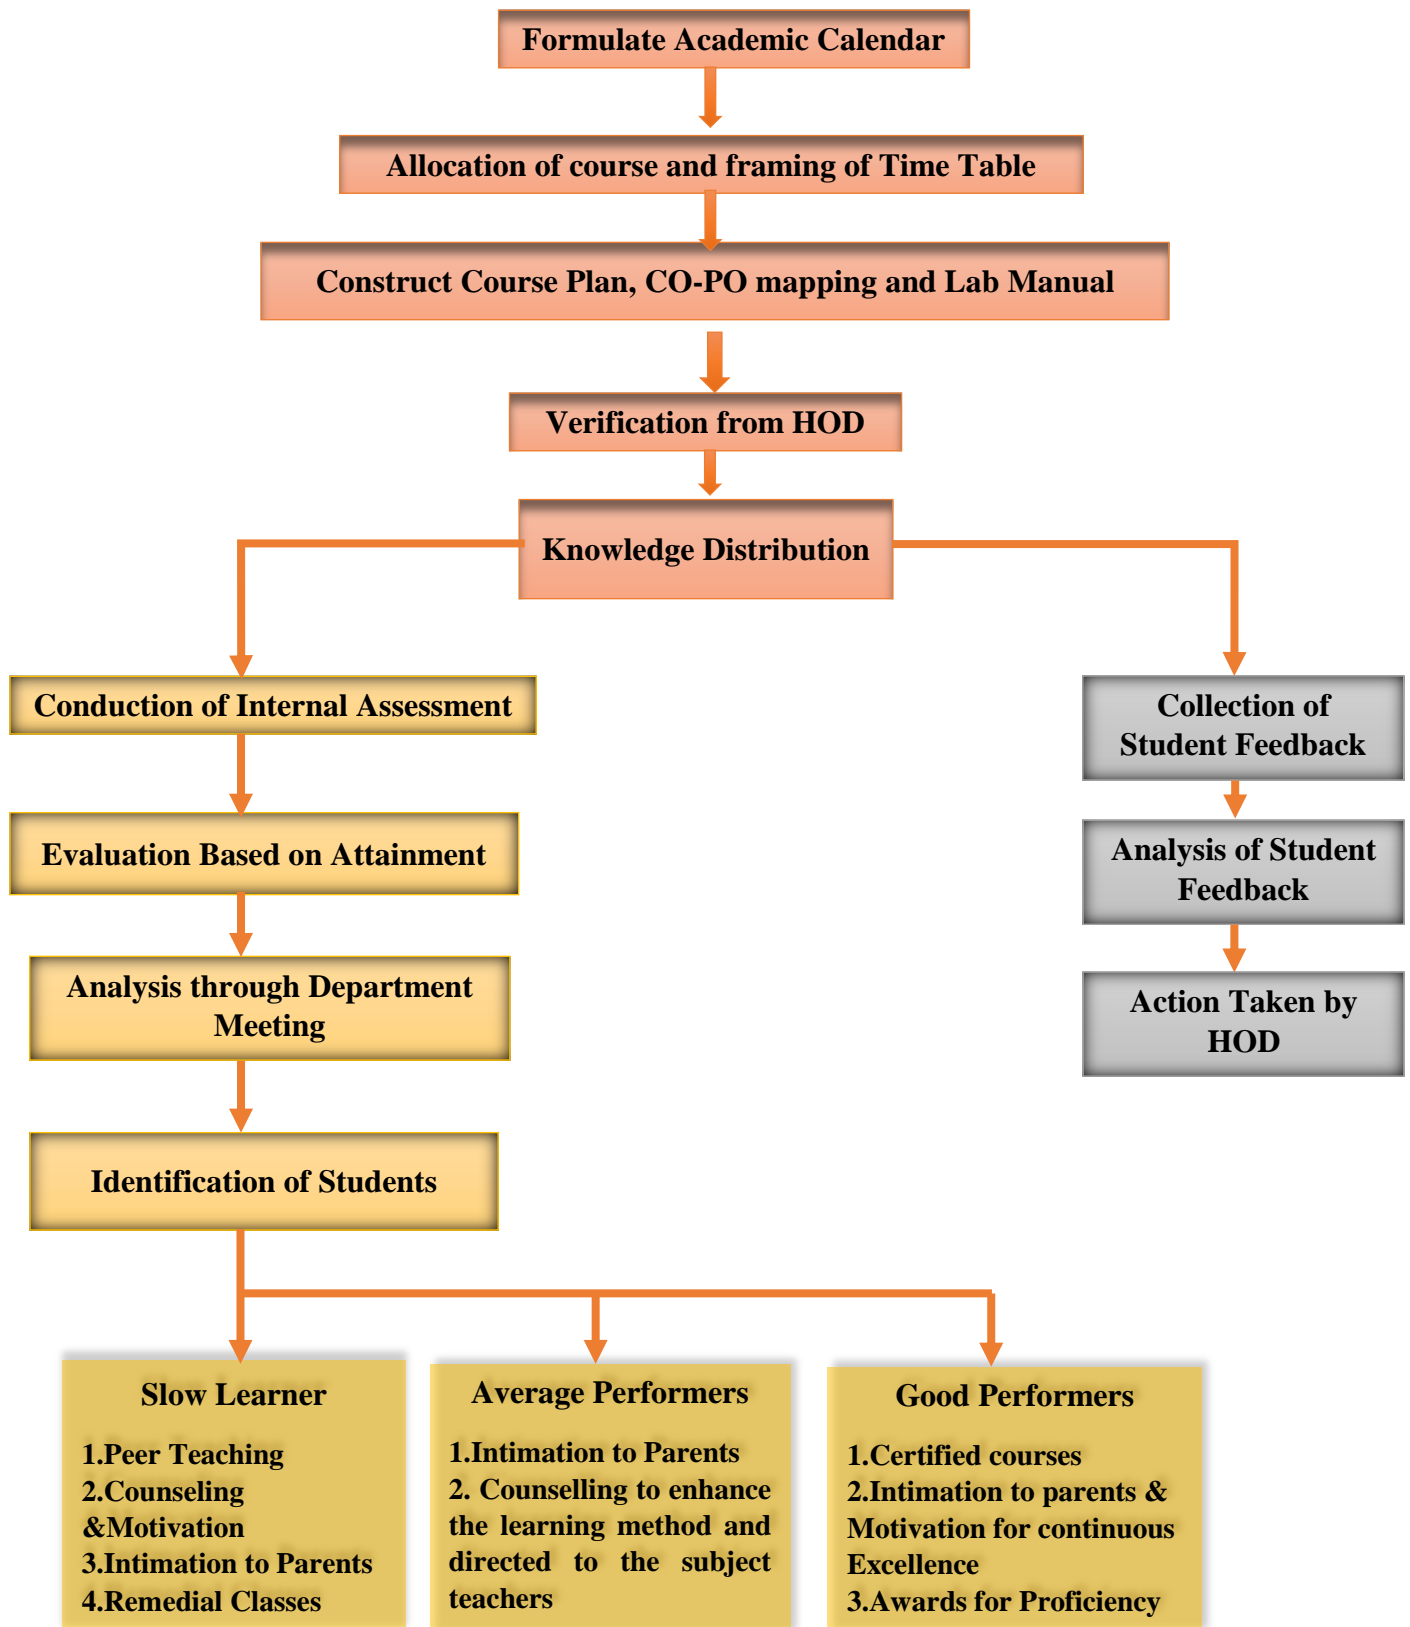 Formulate Academic Calendar
Allocation of course and framing of Time Table
Construct Course Plan, CO-PO mapping and Lab Manual
Verification from HOD
Knowledge Distribution
Conduction of Internal Assessment
Evaluation Based on Attainment
Analysis through Department
Meeting
Identification of Students
Collection of
Student Feedback
Analysis of Student
Feedback
Action Taken by
HOD
Slow Learner
1.Peer Teaching
2.Counseling
&Motivation
3.Intimation to Parents
4.Remedial Classes
Average Performers
1.Intimation to Parents
2. Counselling to enhance
the learning method and
directed to the subject
teachers
Good Performers
1.Certified courses
2.Intimation to parents &
Motivation for continuous
Excellence
3.Awards for Proficiency